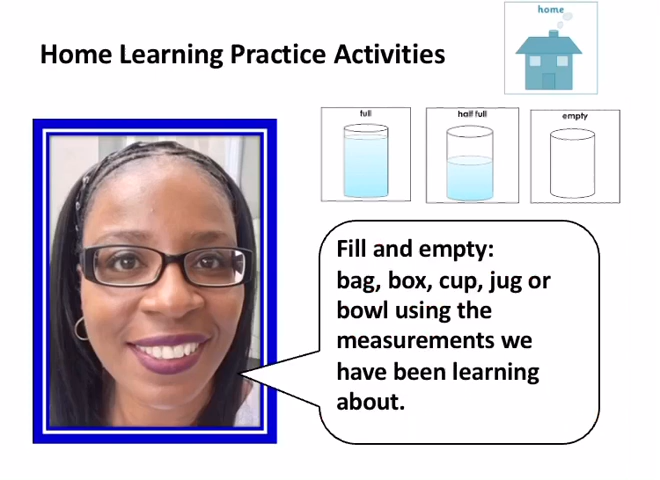 home
Home Learning Practice Activities
full
half full
empty
Fill and empty:
bag, box, cup, jug or
bowl using the
measurements we
have been learning
about.